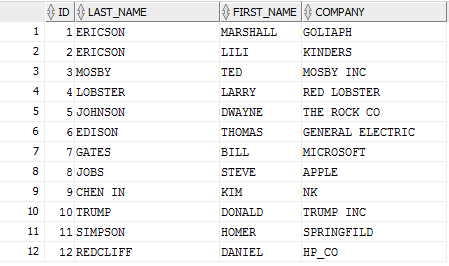 ID LAST_NAME FIRST_NAME COMPANY
1 1 ERICSON MARSHALL GOLIAPH
2 2 ERICSON LILI KINDERS
3 3 MOSBY TED MOSBY INC
4 4 LOBSTER LARRY RED LOBSTER
5 5 JOHNSON DWAYNE THE ROCK CO
6 6 EDISON THOMAS GENERAL ELECTRIC
7 7 GATES BILL MICROSOFT
8 8 JOBS STEVE APPLE
9 9 CHEN IN KIM NK
10 10 TRUMP DONALD TRUMP INC
11 11 SIMPSON HOMER SPRINGFILD
12 12 REDCLIFF DANIEL HP_CO